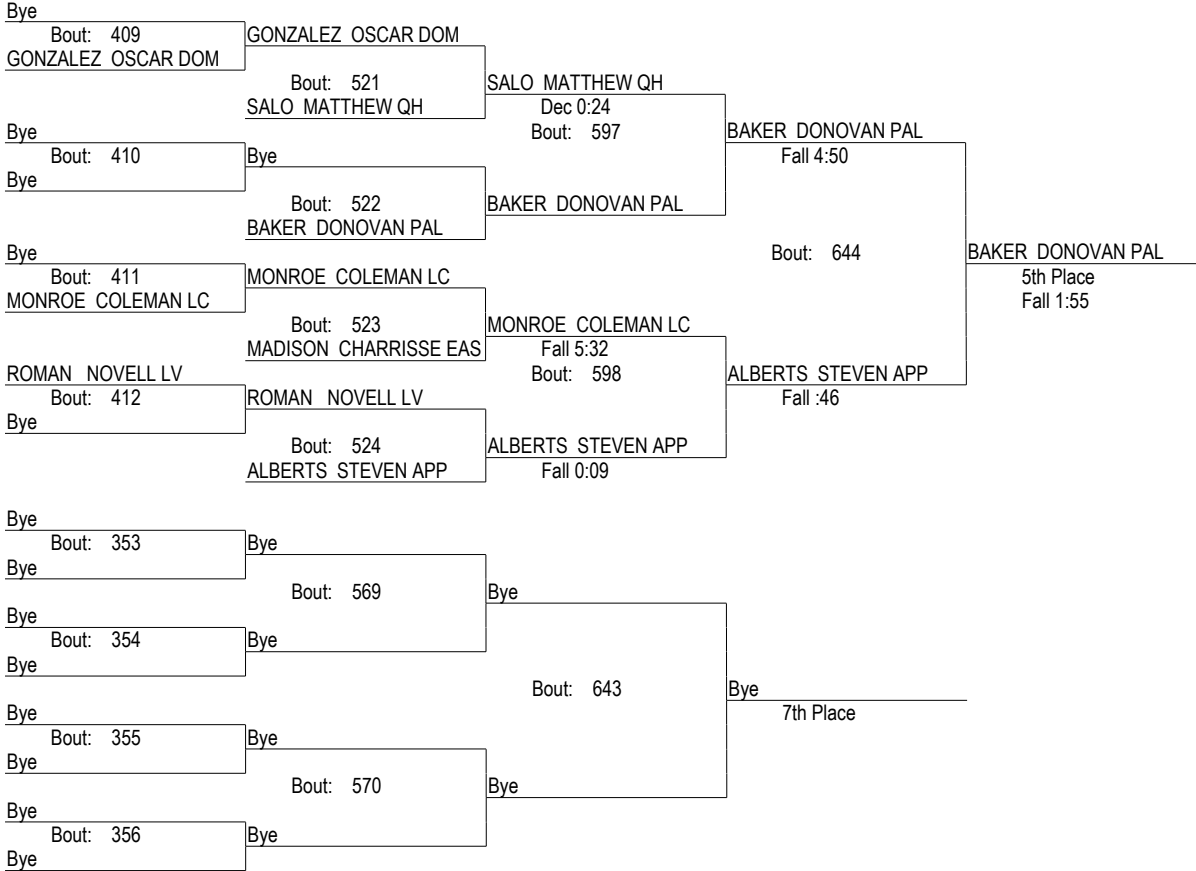 Bye
Bout: 409
GONZALEZ OSCAR DOM
GONZALEZ OSCAR DOM
Bout: 521
SALO MATTHEW QH
SALO MATTHEW QH
Dec 0:24
Bout: 597
Bye
Bout: 410
Bye
Bye
Bout: 522
BAKER DONOVAN PAL
BAKER DONOVAN PAL
BAKER DONOVAN PAL
Fall 4:50
Bye
Bout: 411
MONROE COLEMAN LC
MONROE COLEMAN LC
Bout: 523
MADISON CHARRISSE EAS
MONROE COLEMAN LC
Fall 5:32
Bout: 598
ROMAN NOVELL LV
Bout: 412
Bye
ROMAN NOVELL LV
Bout: 524
ALBERTS STEVEN APP
ALBERTS STEVEN APP
Fall 0:09
ALBERTS STEVEN APP
Fall :46
Bout: 644
BAKER DONOVAN PAL
5th Place
Fall 1:55
Bye
Bout: 353
Bye
Bye
Bout: 569
Bye
Bye
Bout: 354
Bye
Bye
Bout: 643
Bye
7th Place
Bye
Bout: 355
Bye
Bye
Bout: 570
Bye
Bye
Bout: 356
Bye
Bye